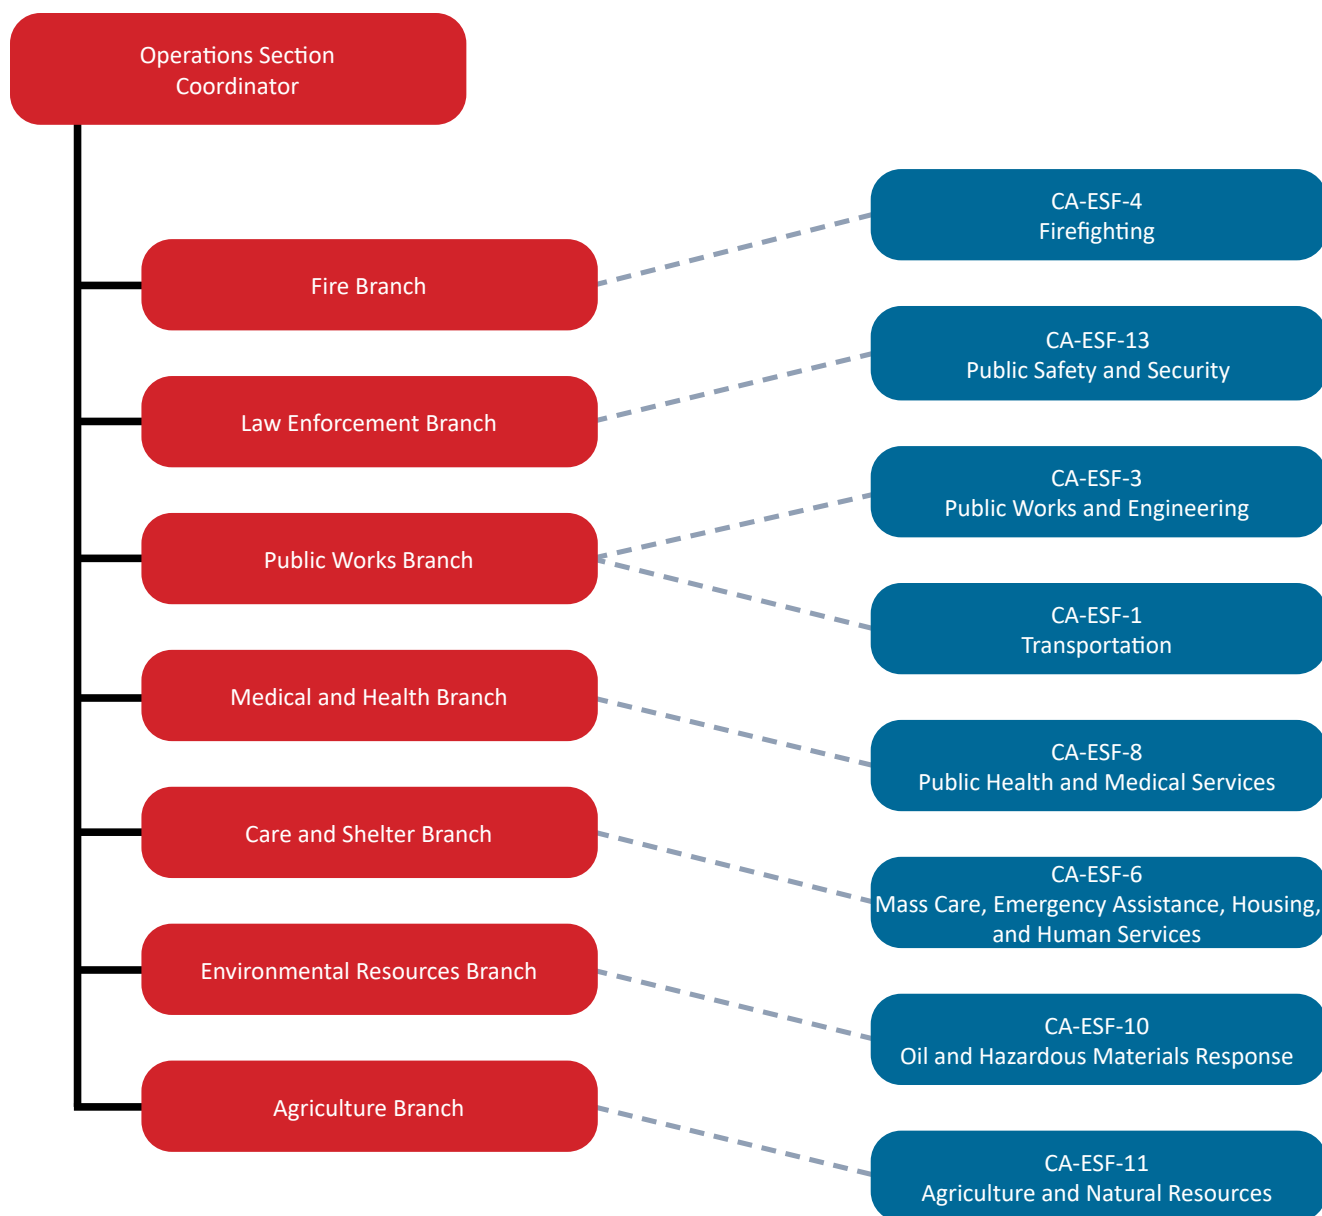 Operations Section
Coordinator
CA-ESF-4
Firefighting
Fire Branch
CA-ESF-13
Public Safety and Security
Law Enforcement Branch
CA-ESF-3
Public Works and Engineering
Public Works Branch
CA-ESF-1
Transportation
Medical and Health Branch
CA-ESF-8
Public Health and Medical Services
Care and Shelter Branch
CA-ESF-6
Mass Care, Emergency Assistance, Housing,
and Human Services
Environmental Resources Branch
CA-ESF-10
Oil and Hazardous Materials Response
Agriculture Branch
CA-ESF-11
Agriculture and Natural Resources